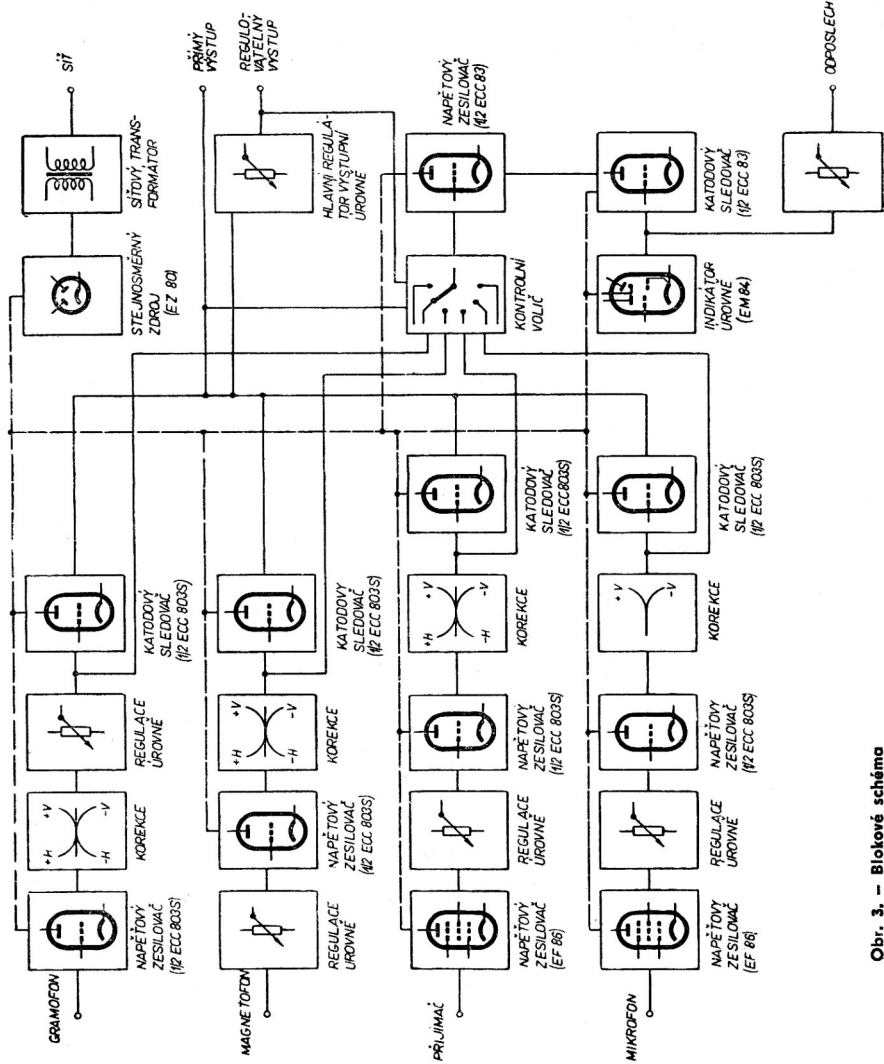 GRAMOFON
NAPĚŤOVÝ
ZESILOVAČ
(1/2 ECC 803S)
KOREKCE
+H +V
-H -V
REGULACE
ÚROVNĚ
KATODOVÝ
SLEDOVAČ
(1/2 ECC 803S)
STEJNOSMĚRNÝ
ZDROJ
(EZ 80)
SÍŤOVÝ TRANS-
FORMÁTOR
SÍŤ
PŘÍMÝ
VÝSTUP
REGULO-
VATELNÝ
VÝSTUP
MAGNETOFON
REGULACE
ÚROVNĚ
NAPĚŤOVÝ
ZESILOVAČ
(1/2 ECC 803S)
KOREKCE
+H +V
-H -V
KATODOVÝ
SLEDOVAČ
(1/2 ECC 803S)
HLAVNÍ REGULÁ-
TOR VÝSTUPNÍ
ÚROVNĚ
PŘIJÍMAČ
NAPĚŤOVÝ
ZESILOVAČ
(EF 86)
REGULACE
ÚROVNĚ
NAPĚŤOVÝ
ZESILOVAČ
(1/2 ECC 803S)
KOREKCE
+H +V
-H -V
KATODOVÝ
SLEDOVAČ
(1/2 ECC803S)
KONTROLNÍ
VOLIČ
NAPĚŤOVÝ
ZESILOVAČ
(1/2 ECC 83)
MIKROFON
NAPĚŤOVÝ
ZESILOVAČ
(EF 86)
REGULACE
ÚROVNĚ
NAPĚŤOVÝ
ZESILOVAČ
(1/2 ECC 803S)
KOREKCE
+V
-V
KATODOVÝ
SLEDOVAČ
(1/2 ECC 803S)
INDIKÁTOR
ÚROVNĚ
(EM 84)
KATODOVÝ
SLEDOVAČ
(1/2 ECC 83)
ODPOSLECH
Obr. 3. — Blokové schéma